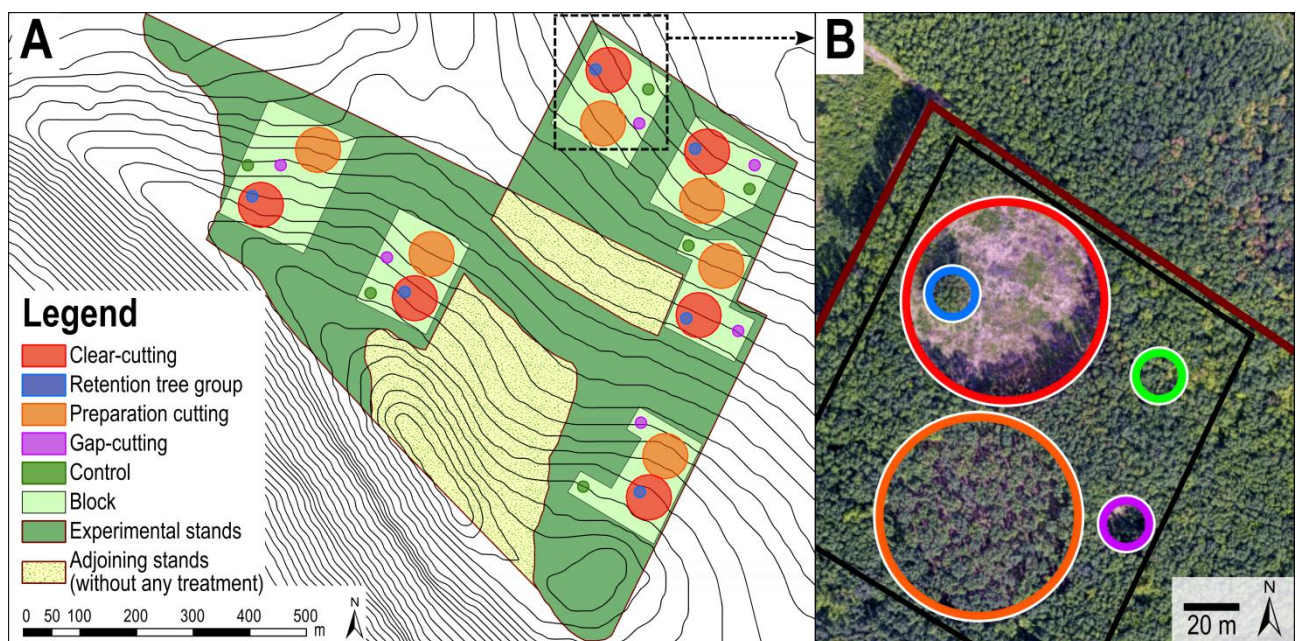 A
B
Legend
Clear-cutting
Retention tree group
Preparation cutting
Gap-cutting
Control
Block
Experimental stands
Adjoining stands
(without any treatment)
0 50 100 200 300 400 500
m
N
20 m
N